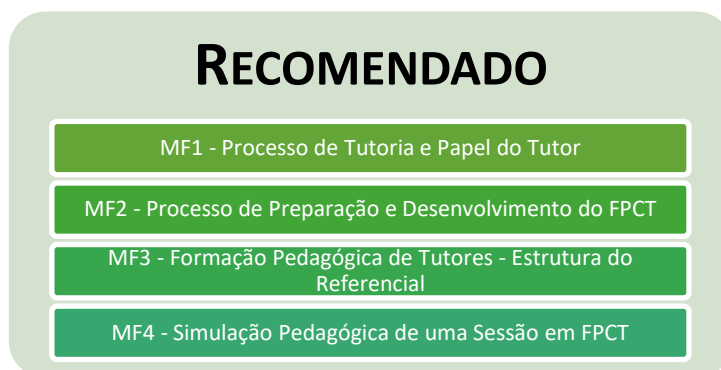 RECOMENDADO
MF1 - Processo de Tutoria e Papel do Tutor
MF2 - Processo de Preparação e Desenvolvimento do FPCT
MF3 - Formação Pedagógica de Tutores - Estrutura do
Referencial
MF4 - Simulação Pedagógica de uma Sessão em FPCT